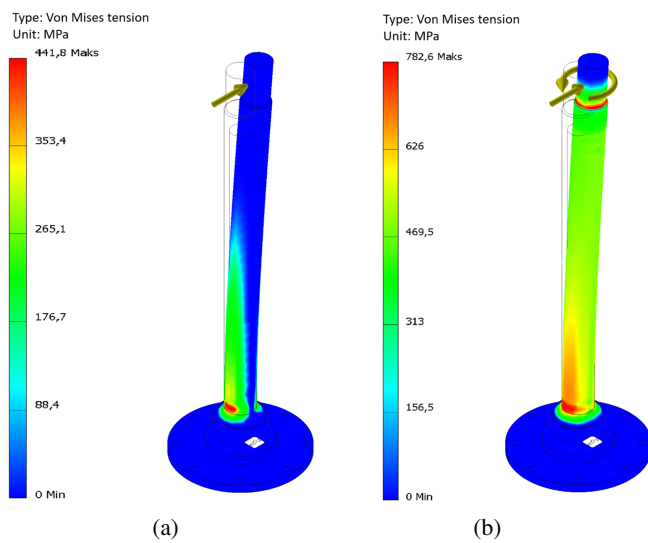 Type: Von Mises tension
Unit: MPa
441,8 Maks
353,4
265,1
176,7
88,4
0 Min
(a)
Type: Von Mises tension
Unit: MPa
782,6 Maks
626
469,5
313
156,5
0 Min
(b)